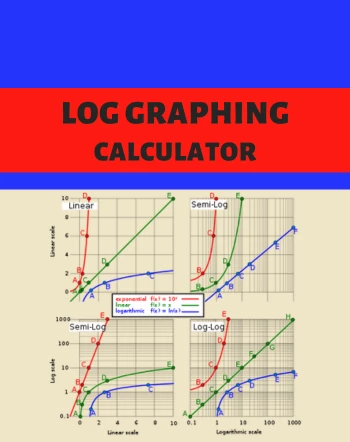 LOG GRAPHING
CALCULATOR
Linear
Semi-Log
Linear scale
10
8
6
4
2
0
A
B
C
D
E
exponential f(x) = 10ˣ
linear f(x) = x
logarithmic f(x) = ln(x)
Semi-Log
Log-Log
Log scale
1000
100
10
1
0.1
0 2 4 6 8 10
0.1 1 10 100 1000
Linear scale
Logarithmic scale